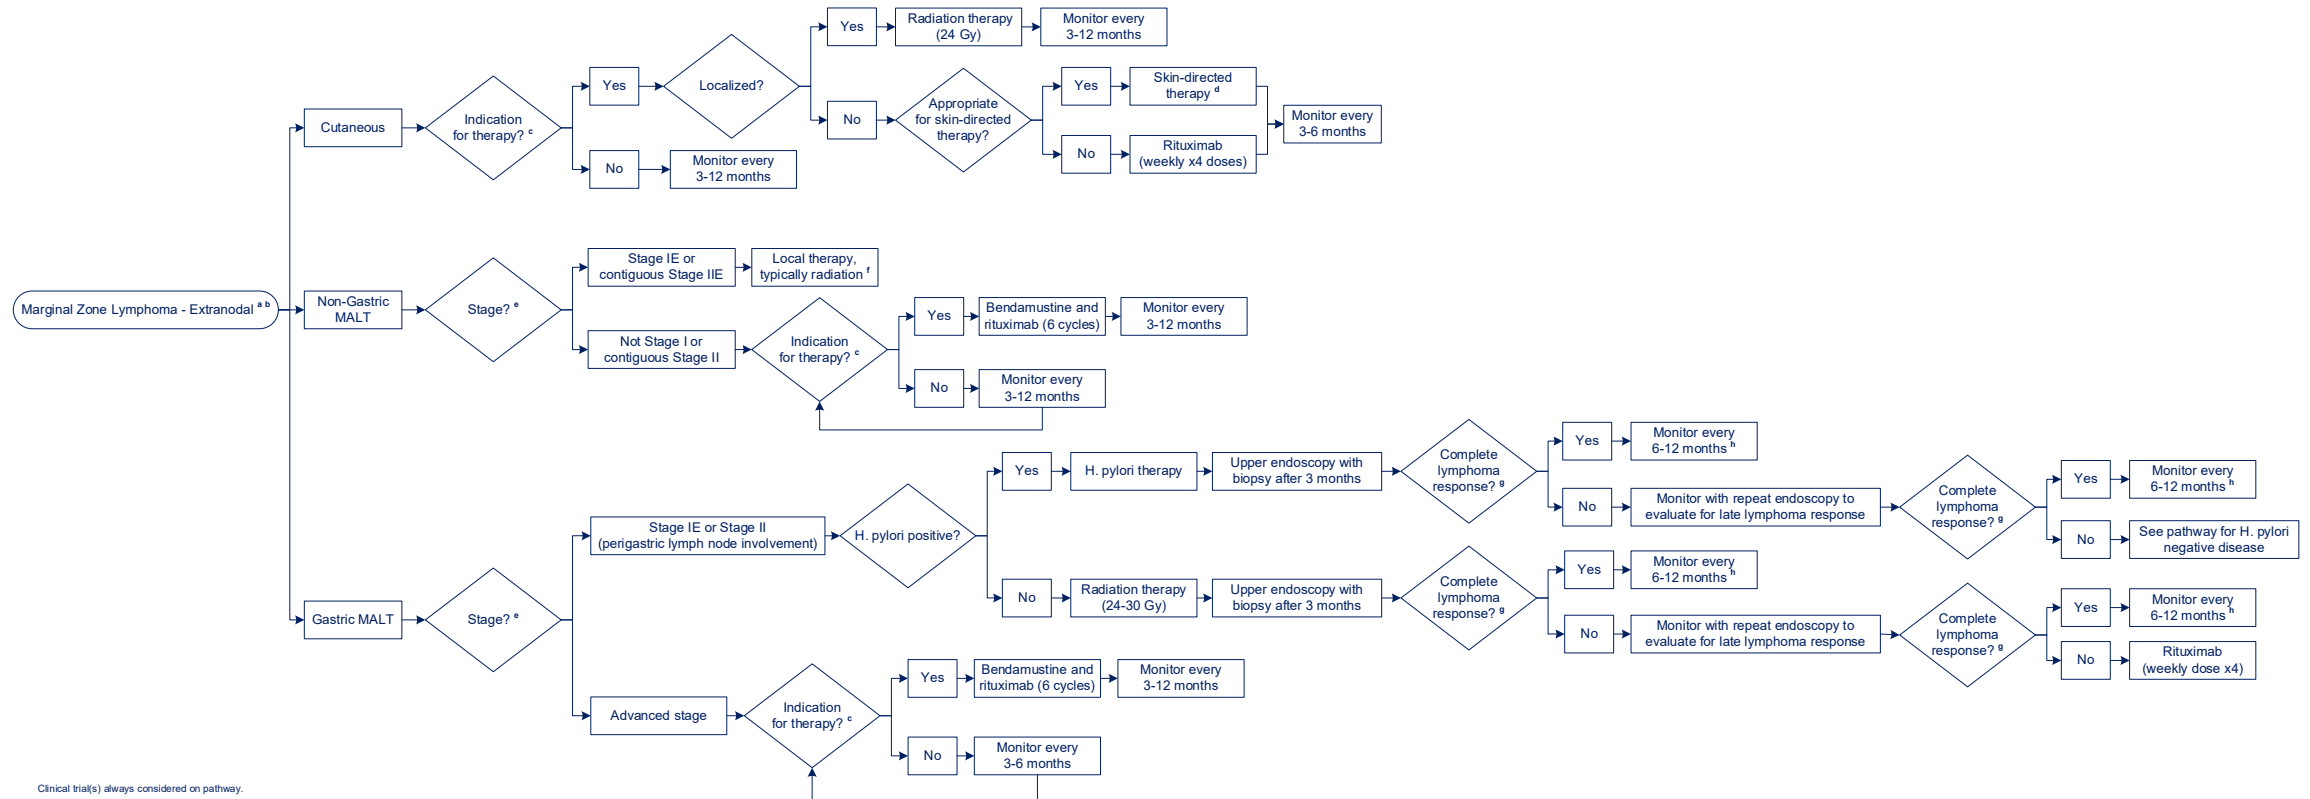 Marginal Zone Lymphoma - Extranodal a b
Cutaneous
Indication
for therapy? c
Yes
Localized?
Yes
Radiation therapy
(24 Gy)
Monitor every
3-12 months
No
Appropriate
for skin-directed
therapy?
Yes
Skin-directed
therapy d
No
Rituximab
(weekly x4 doses)
Monitor every
3-6 months
No
Monitor every
3-12 months
Non-Gastric
MALT
Stage? e
Stage IE or
contiguous Stage IIE
Local therapy,
typically radiation f
Not Stage I or
contiguous Stage II
Indication
for therapy? c
Yes
Bendamustine and
rituximab (6 cycles)
Monitor every
3-12 months
No
Monitor every
3-12 months
Gastric MALT
Stage? e
Stage IE or Stage II
(perigastric lymph node involvement)
H. pylori positive?
Yes
H. pylori therapy
Upper endoscopy with
biopsy after 3 months
Complete
lymphoma
response? g
Yes
Monitor every
6-12 months h
No
Monitor with repeat endoscopy to
evaluate for late lymphoma response
Complete
lymphoma
response? g
Yes
Monitor every
6-12 months h
No
See pathway for H. pylori
negative disease
No
Radiation therapy
(24-30 Gy)
Upper endoscopy with
biopsy after 3 months
Complete
lymphoma
response? g
Yes
Monitor every
6-12 months h
No
Monitor with repeat endoscopy to
evaluate for late lymphoma response
Complete
lymphoma
response? g
Yes
Monitor every
6-12 months h
No
Rituximab
(weekly dose x4)
Advanced stage
Indication
for therapy? c
Yes
Bendamustine and
rituximab (6 cycles)
Monitor every
3-12 months
No
Monitor every
3-6 months
Clinical trial(s) always considered on pathway.